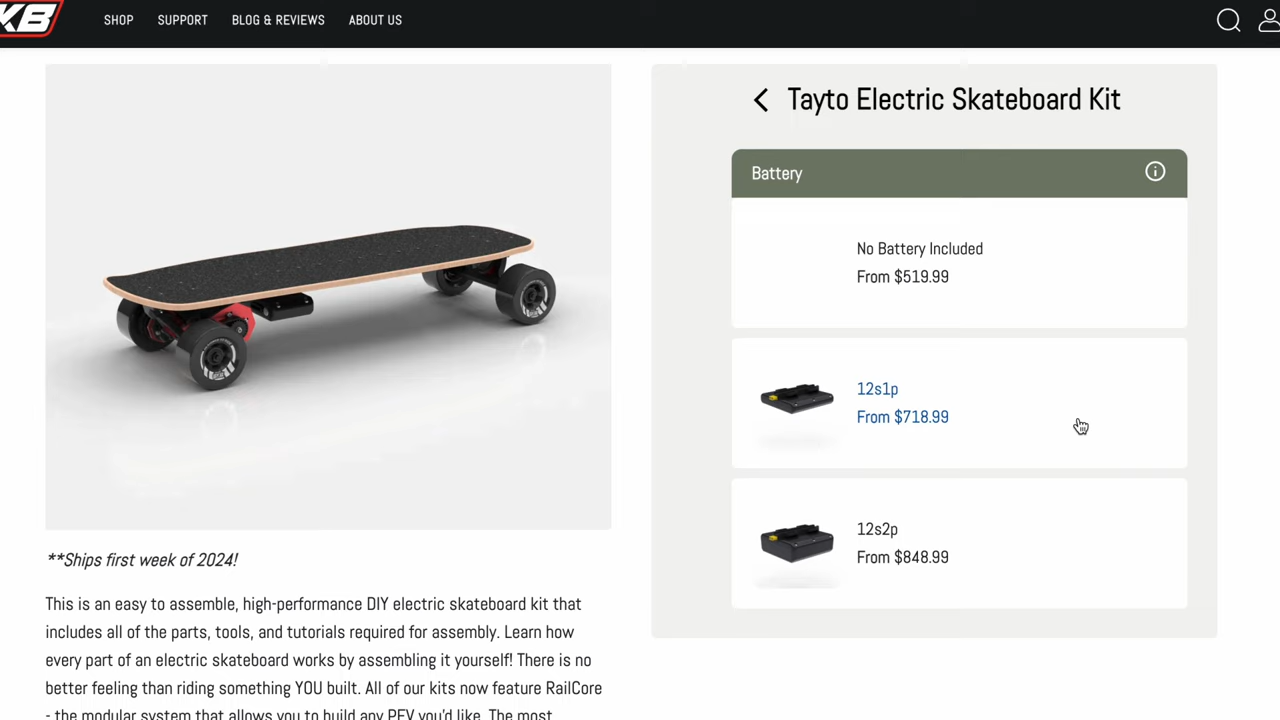 KB
SHOP SUPPORT BLOG & REVIEWS ABOUT US
Tayto Electric Skateboard Kit
Battery
No Battery Included
From $519.99
12s1p
From $718.99
12s2p
From $848.99
**Ships first week of 2024!
This is an easy to assemble, high-performance DIY electric skateboard kit that
includes all of the parts, tools, and tutorials required for assembly. Learn how
every part of an electric skateboard works by assembling it yourself! There is no
better feeling than riding something YOU built. All of our kits now feature RailCore
- the modular system that allows you to build any PEV you'd like. The most